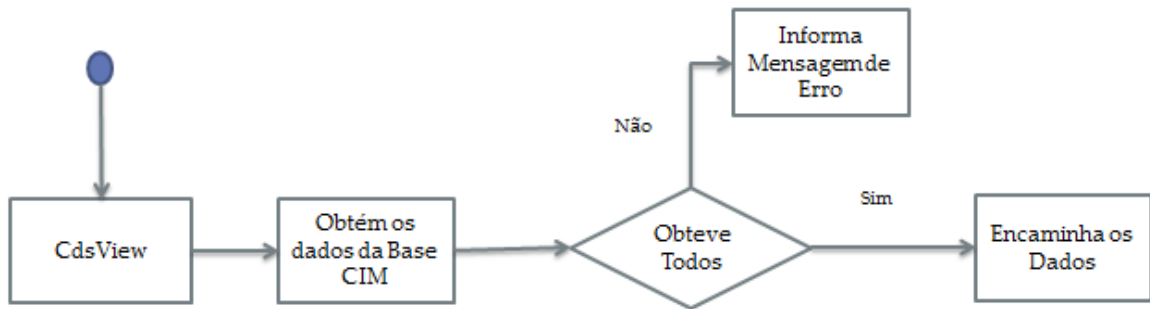 Informa
Mensagem de
Erro
Não
Sim
CdsView
Obtém os
dados da Base
CIM
Obteve
Todos
Encaminha os
Dados